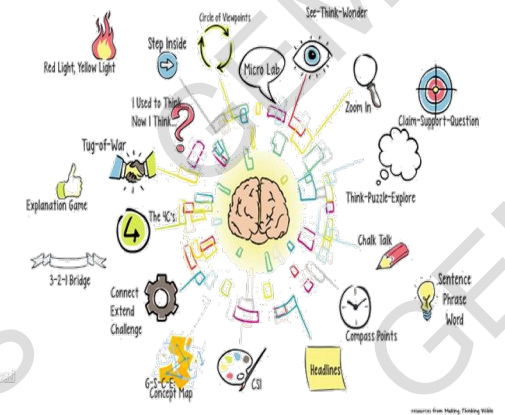 See-Think-Wonder
Circle of Viewpoints
Step Inside
Micro Lab
Red Light, Yellow Light
Zoom In
I Used to Think,
Now I Think...
Claim-Support-Question
Tug-of-War
Think-Puzzle-Explore
Explanation Game
4
The 4C's
Chalk Talk
3-2-1 Bridge
Sentence
Phrase
Word
Connect
Extend
Challenge
Compass Points
Headlines
G-S-C-E
Concept Map
CSI
resources from Making Thinking Visible